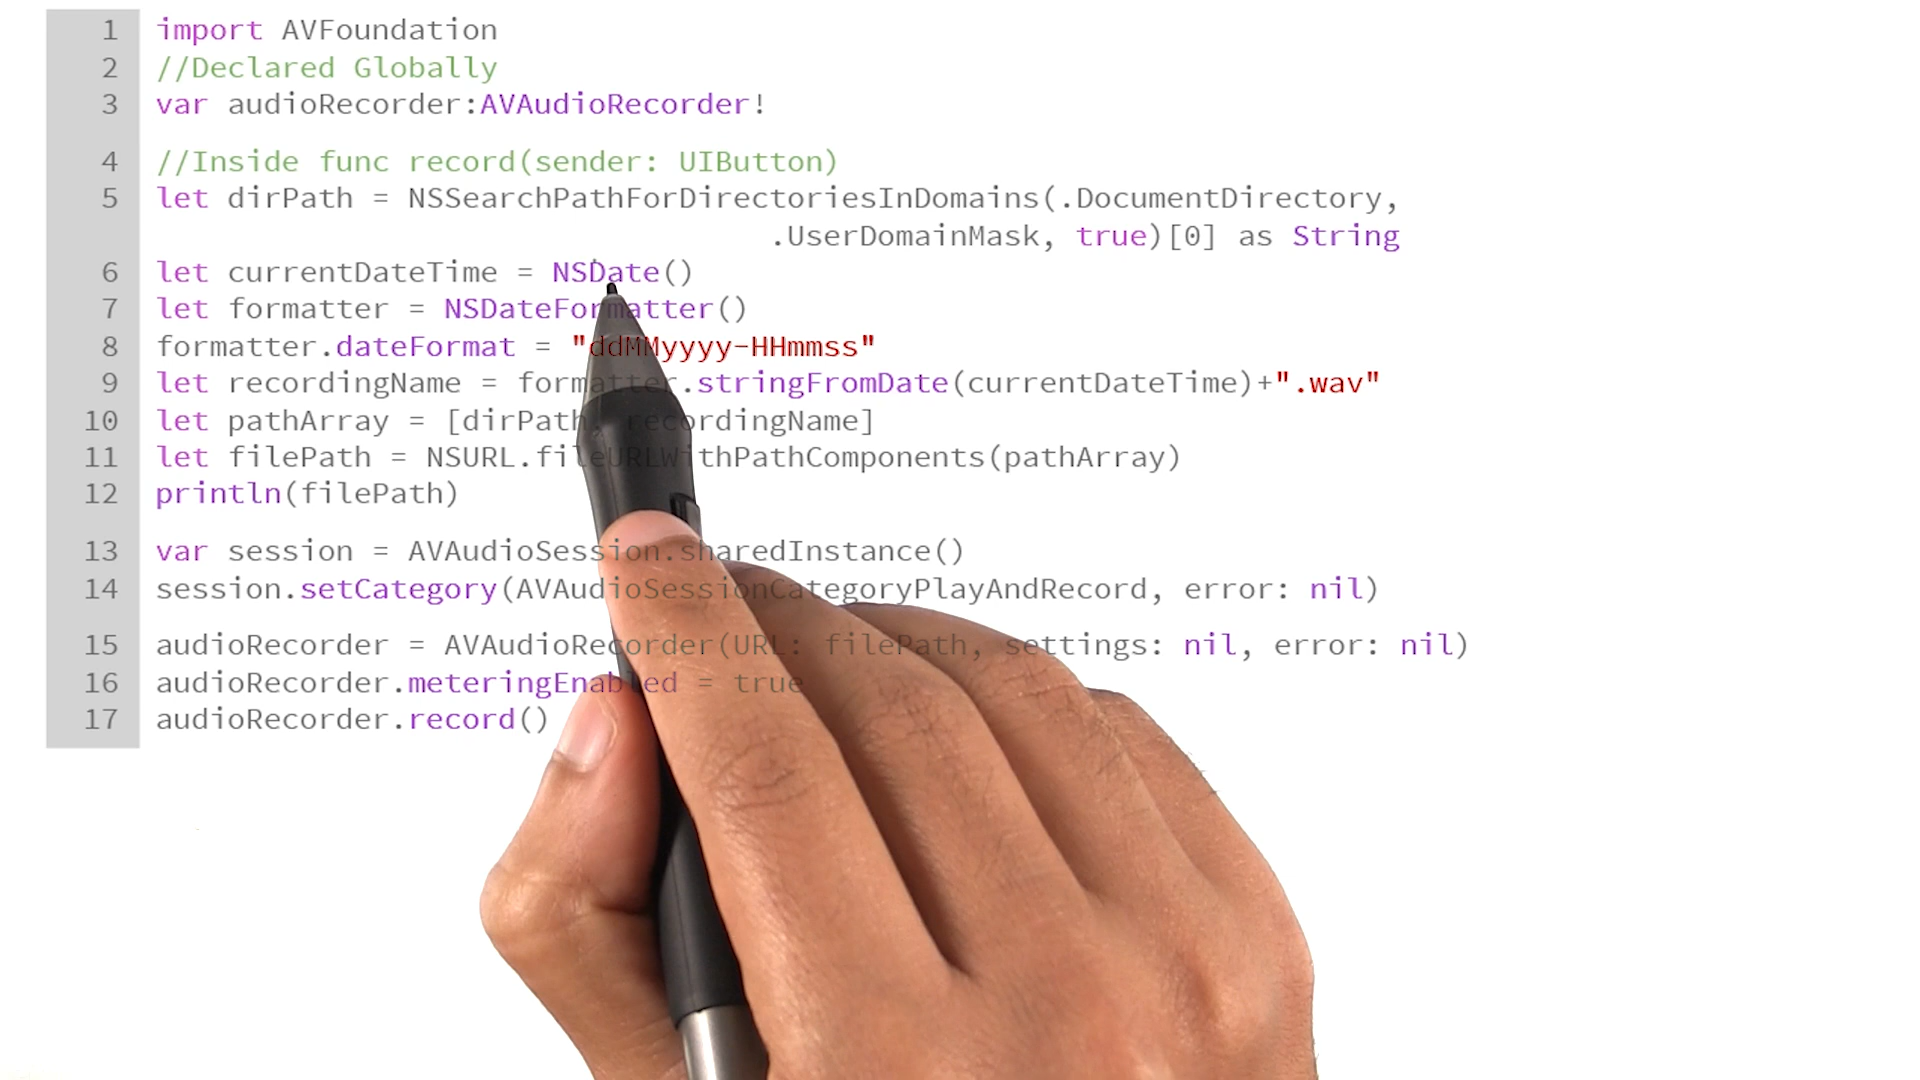 1 import AVFoundation
2 //Declared Globally
3 var audioRecorder:AVAudioRecorder!
4 //Inside func record(sender: UIButton)
5 let dirPath = NSSearchPathForDirectoriesInDomains(.DocumentDirectory,
.UserDomainMask, true)[0] as String
6 let currentDateTime = NSDate()
7 let formatter = NSDateFormatter()
8 formatter.dateFormat = "ddMMyyyy-HHmmss"
9 let recordingName = formatter.stringFromDate(currentDateTime)+".wav"
10 let pathArray = [dirPath, recordingName]
11 let filePath = NSURL.fileURLWithPathComponents(pathArray)
12 println(filePath)
13 var session = AVAudioSession.sharedInstance()
14 session.setCategory(AVAudioSessionCategoryPlayAndRecord, error: nil)
15 audioRecorder = AVAudioRecorder(URL: filePath, settings: nil, error: nil)
16 audioRecorder.meteringEnabled = true
17 audioRecorder.record()